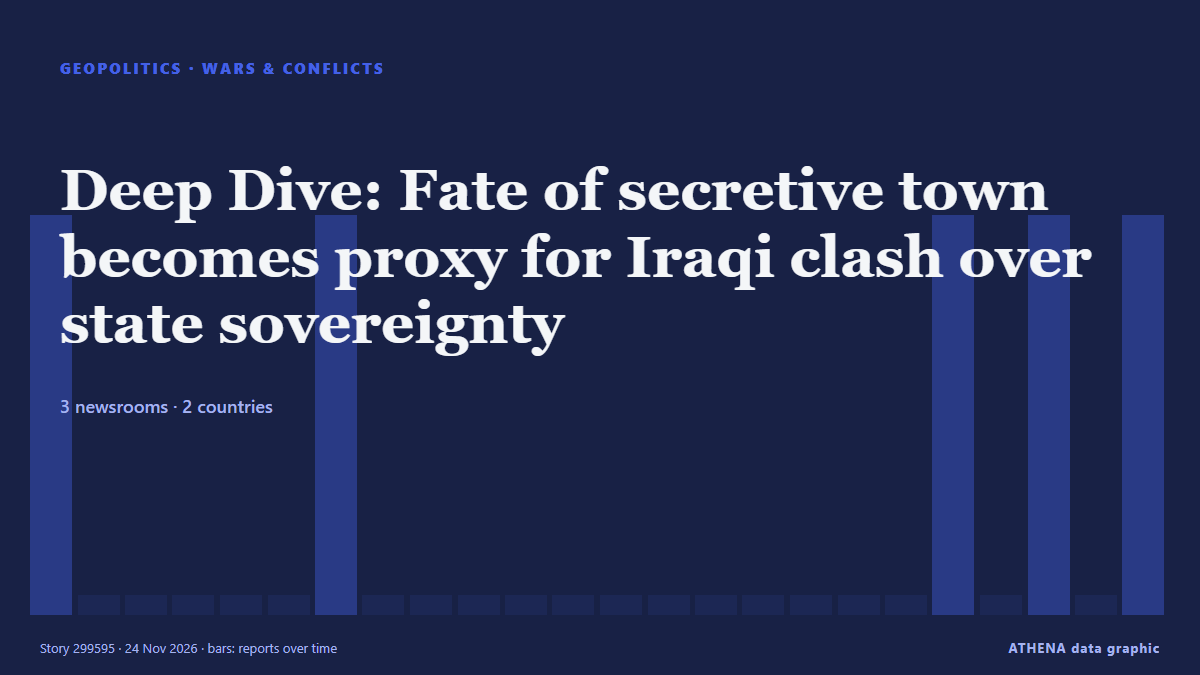 GEOPOLITICS · WARS & CONFLICTS
Deep Dive: Fate of secretive town
becomes proxy for Iraqi clash over
state sovereignty
3 newsrooms · 2 countries
Story 299595 · 24 Nov 2026 · bars: reports over time
ATHENA data graphic